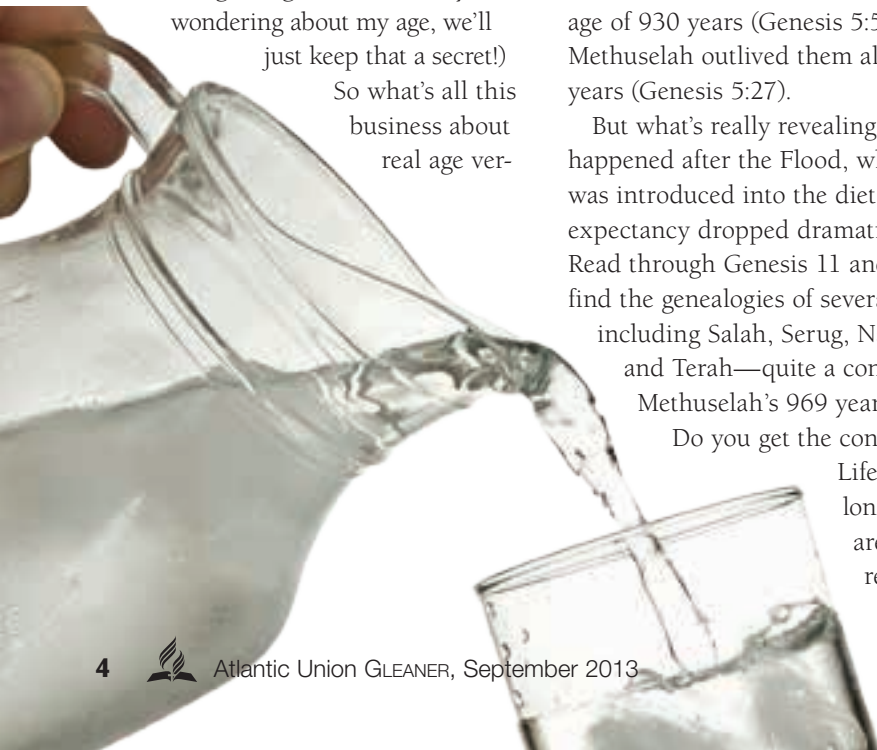 wondering about my age, we’ll
just keep that a secret!)
So what’s all this
business about
real age ver-
age of 930 years (Genesis 5:5
Methuselah outlived them al
years (Genesis 5:27).
But what’s really revealing
happened after the Flood, w
was introduced into the diet
expectancy dropped dramat
Read through Genesis 11 an
find the genealogies of sever
including Salah, Serug, N
and Terah—quite a con
Methuselah’s 969 year
Do you get the con
Life
lon
are
re
4 Atlantic Union GLEANER, September 2013